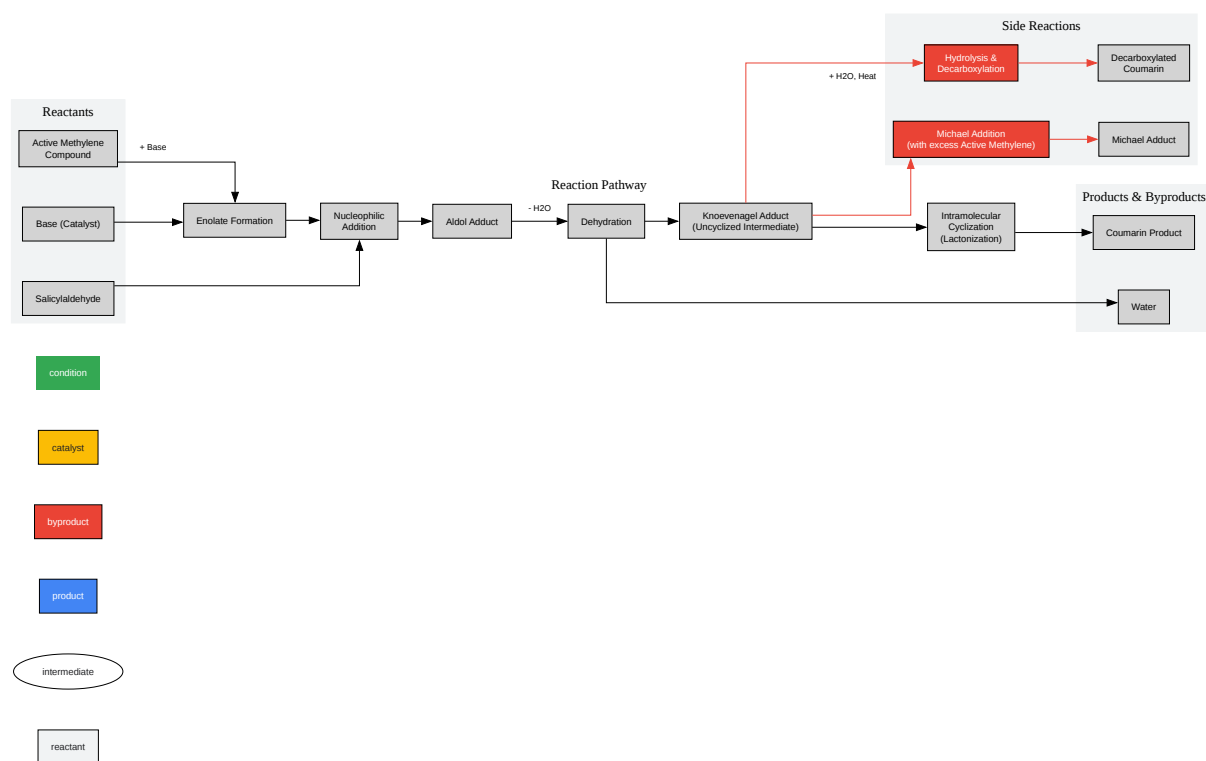 Side Reactions
Hydrolysis &
Decarboxylation
Decarboxylated
Coumarin
+ H2O, Heat
Reactants
Active Methylene
Compound
+ Base
Michael Addition
(with excess Active Methylene)
Michael Adduct
Reaction Pathway
Products & Byproducts
Base (Catalyst)
Enolate Formation
Nucleophilic
Addition
Aldol Adduct
- H2O
Dehydration
Knoevenagel Adduct
(Uncyclized Intermediate)
Intramolecular
Cyclization
(Lactonization)
Coumarin Product
Salicylaldehyde
Water
condition
catalyst
byproduct
product
intermediate
reactant